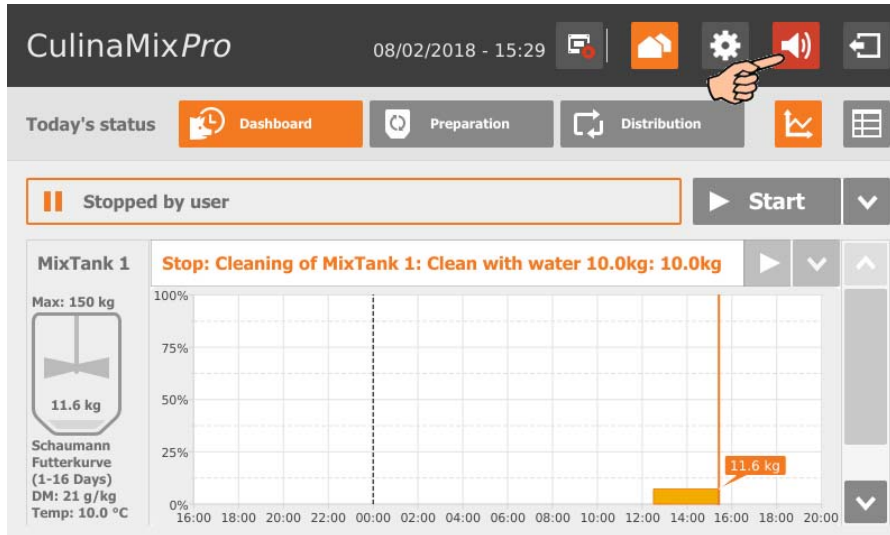 CulinaMixPro
08/02/2018 - 15:29
Today's status
Dashboard
Preparation
Distribution
Stopped by user
Start
MixTank 1
Stop: Cleaning of MixTank 1: Clean with water 10.0kg: 10.0kg
Max: 150 kg
11.6 kg
Schaumann
Futterkurve
(1-16 Days)
DM: 21 g/kg
Temp: 10.0 °C
100%
75%
50%
25%
0%
11.6 kg
16:00 18:00 20:00 22:00 00:00 02:00 04:00 06:00 08:00 10:00 12:00 14:00 16:00 18:00 20:00